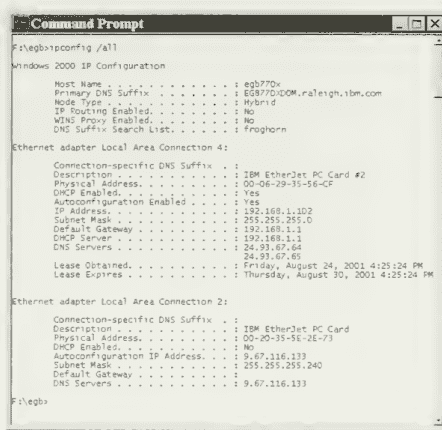 Command Prompt
F:\egb>ipconfig /all
Windows 2000 IP Configuration
Host Name . . . . . . . . . . . . : egb770x
Primary DNS Suffix . . . . . . . : EGB770XDOM.raleigh.ibm.com
Node Type . . . . . . . . . . . . : Hybrid
IP Routing Enabled. . . . . . . . : No
WINS Proxy Enabled. . . . . . . . : No
DNS Suffix Search List. . . . . . : froghorn
Ethernet adapter Local Area Connection 4:
Connection-specific DNS Suffix . :
Description . . . . . . . . . . . : IBM EtherJet PC Card #2
Physical Address. . . . . . . . . : 00-06-29-35-56-CF
DHCP Enabled. . . . . . . . . . . : Yes
Autoconfiguration Enabled . . . . : Yes
IP Address. . . . . . . . . . . . : 192.168.1.102
Subnet Mask . . . . . . . . . . . : 255.255.255.0
Default Gateway . . . . . . . . . : 192.168.1.1
DHCP Server . . . . . . . . . . . : 192.168.1.1
DNS Servers . . . . . . . . . . . : 24.93.67.64
24.93.67.65
Lease Obtained. . . . . . . . . . : Friday, August 24, 2001 4:25:24 PM
Lease Expires . . . . . . . . . . : Thursday, August 30, 2001 4:25:24 PM
Ethernet adapter Local Area Connection 2:
Connection-specific DNS Suffix . :
Description . . . . . . . . . . . : IBM EtherJet PC Card
Physical Address. . . . . . . . . : 00-20-35-5E-2E-73
DHCP Enabled. . . . . . . . . . . : No
Autoconfiguration IP Address. . . : 9.67.116.133
Subnet Mask . . . . . . . . . . . : 255.255.255.240
Default Gateway . . . . . . . . . :
DNS Servers . . . . . . . . . . . : 9.67.116.133
F:\egb>